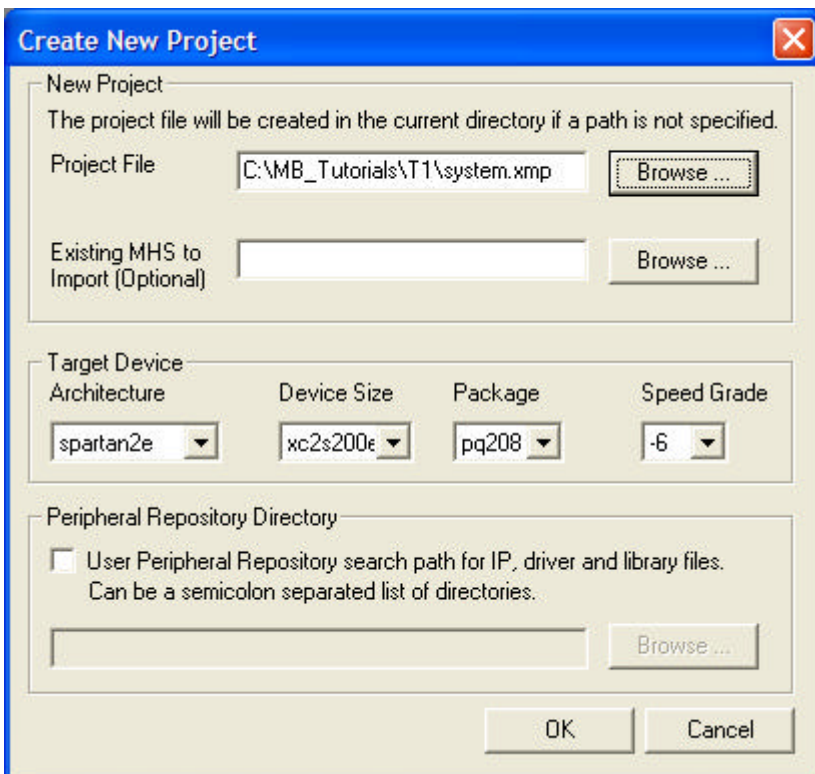 Create New Project
New Project
The project file will be created in the current directory if a path is not specified.
Project File
C:\MB_Tutorials\T1\system.xmp
Browse ...
Existing MHS to
Import (Optional)
Browse ...
Target Device
Architecture
Device Size
Package
Speed Grade
spartan2e
xc2s200e
pq208
-6
Peripheral Repository Directory
User Peripheral Repository search path for IP, driver and library files.
Can be a semicolon separated list of directories.
Browse ...
OK
Cancel